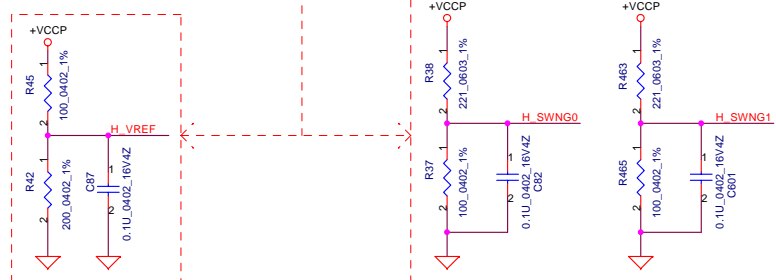 +VCCP
1
R45
100_0402_1%
2
H_VREF
1
R42
200_0402_1%
2
1
C87
0.1U_0402_16V4Z
2
+VCCP
1
R38
221_0603_1%
2
H_SWNG0
1
R37
100_0402_1%
2
1
C82
0.1U_0402_16V4Z
2
+VCCP
1
R463
221_0603_1%
2
H_SWNG1
1
R465
100_0402_1%
2
1
C601
0.1U_0402_16V4Z
2